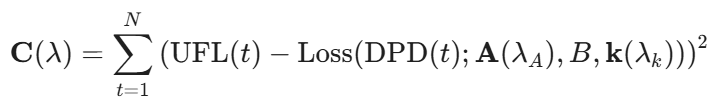 C(λ) = ∑_{t=1}^{N} (UFL(t) − Loss(DPD(t); A(λ_A), B, k(λ_k)))²